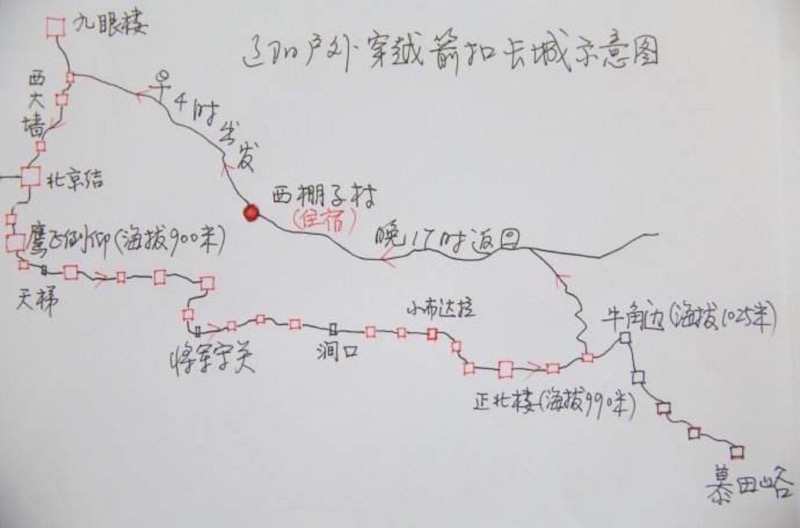 辽阳户外穿越箭扣长城示意图
九眼楼
西大墙
早4时出发
北京结
西棚子村
(住宿)
鹰飞倒仰(海拔900米)
晚17时返回
天梯
小布达拉
牛角边(海拔1025米)
将军守关
涧口
正北楼(海拔990米)
慕田峪